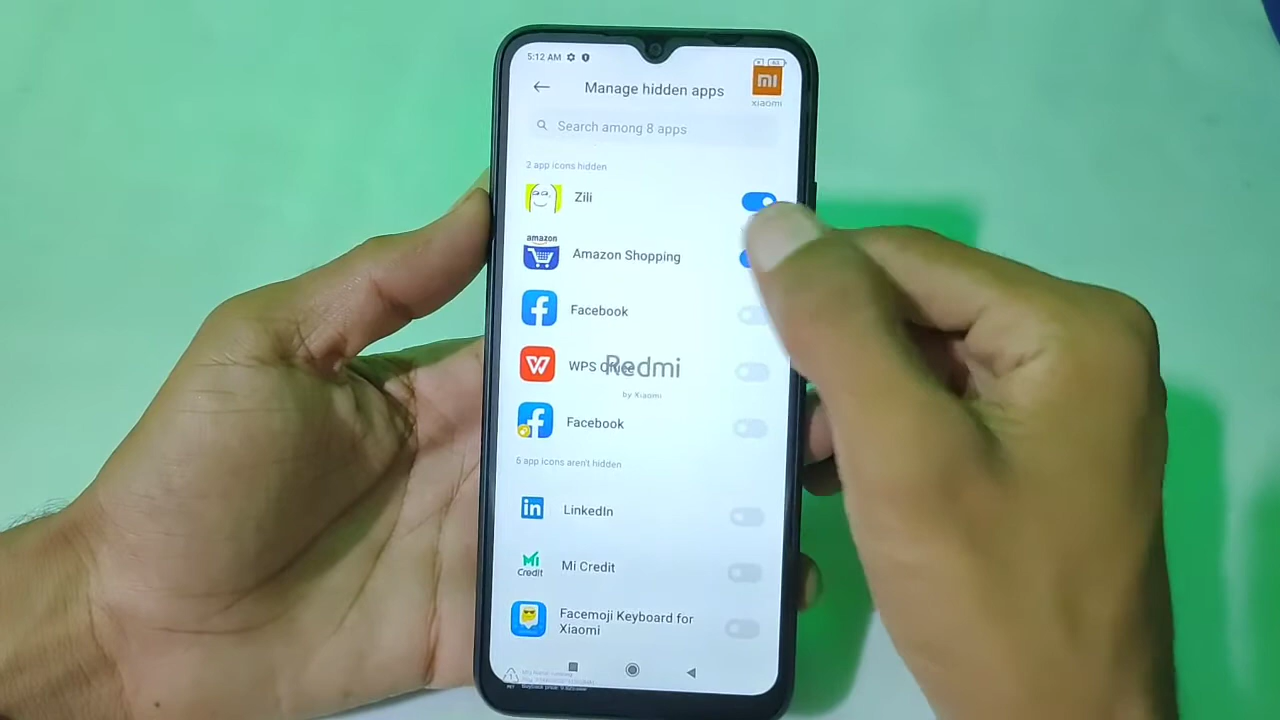 5:12 AM
Manage hidden apps
mi
xiaomi
Search among 8 apps
2 app icons hidden
Zili
amazon
Amazon Shopping
Facebook
WPS Office
Redmi
by Xiaomi
Facebook
6 app icons aren't hidden
in
LinkedIn
Mi
Credit
Mi Credit
Facemoji Keyboard for
Xiaomi